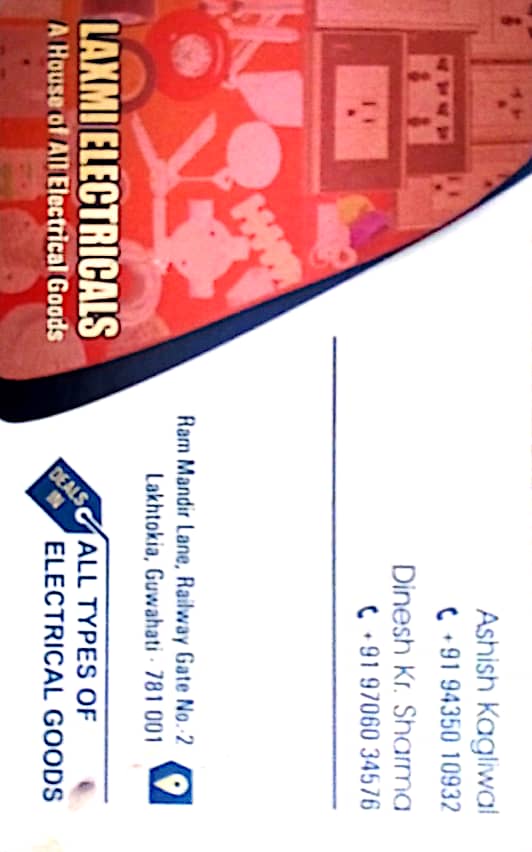 Ashish Kagliwal
+91 94350 10932
Dinesh Kr. Sharma
+91 97060 34576
Ram Mandir Lane, Railway Gate No.-2
Lakhtokia, Guwahati - 781 001
LAXMI ELECTRICALS
A House of All Electrical Goods
DEALS
IN
ALL TYPES OF
ELECTRICAL GOODS